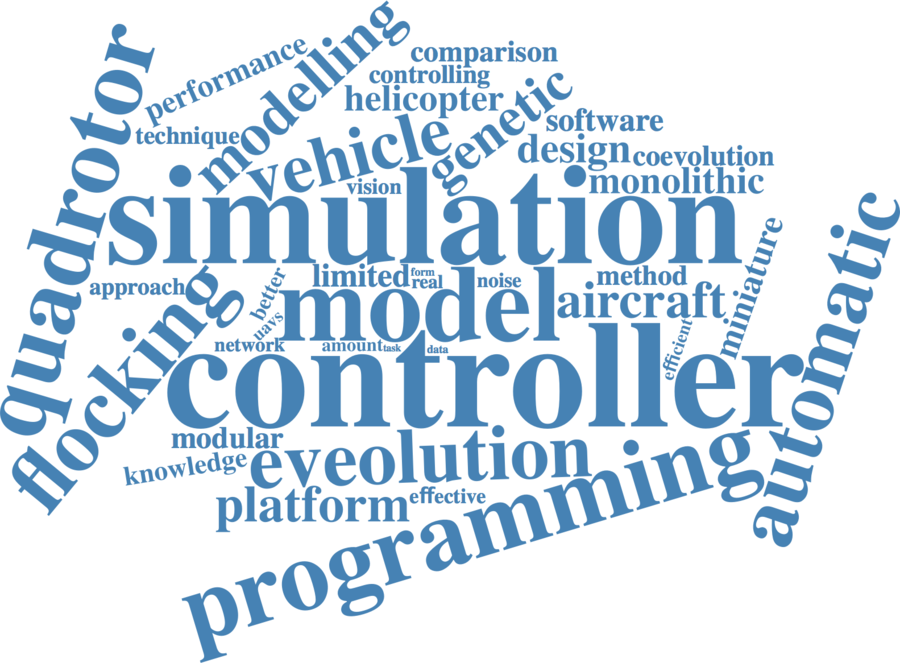 quadrotor
performance
modelling
comparison
controlling
helicopter
technique
vehicle
genetic
software
design
coevolution
vision
monolithic
simulation
automatic
approach
flocking
better
limited
form
real
noise
method
miniature
uavs
model
aircraft
network
amount
task
data
efficient
controller
modular
knowledge
eveolution
platform
effective
programming